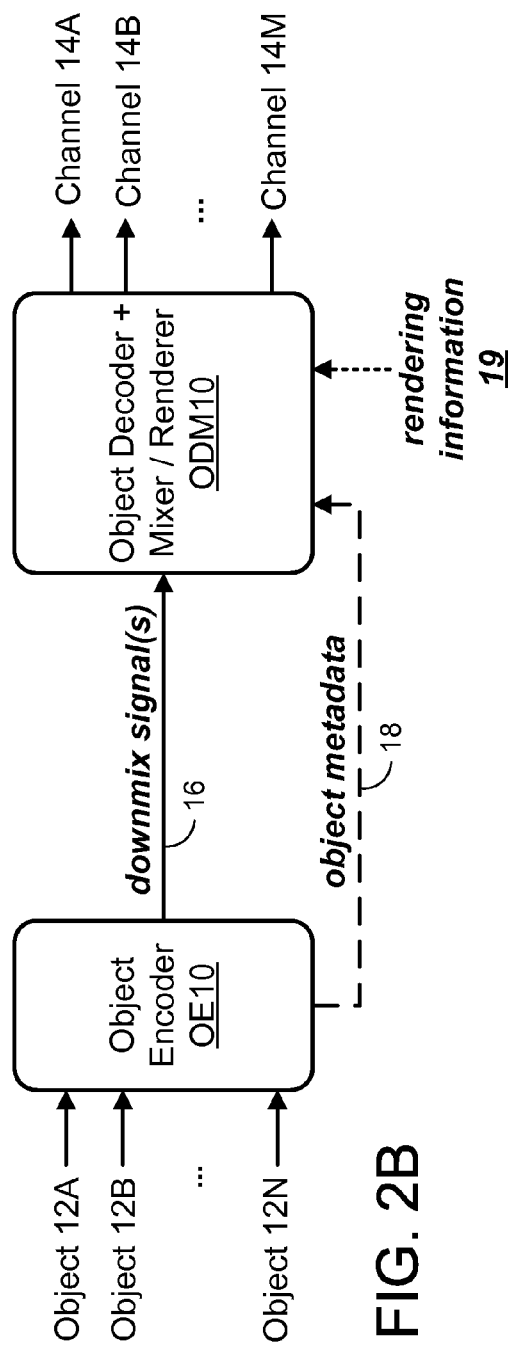 Object 12A
Object 12B
...
Object 12N
Object
Encoder
OE10
downmix signal(s)
16
object metadata
18
Object Decoder +
Mixer / Renderer
ODM10
rendering
information
19
Channel 14A
Channel 14B
...
Channel 14M
FIG. 2B